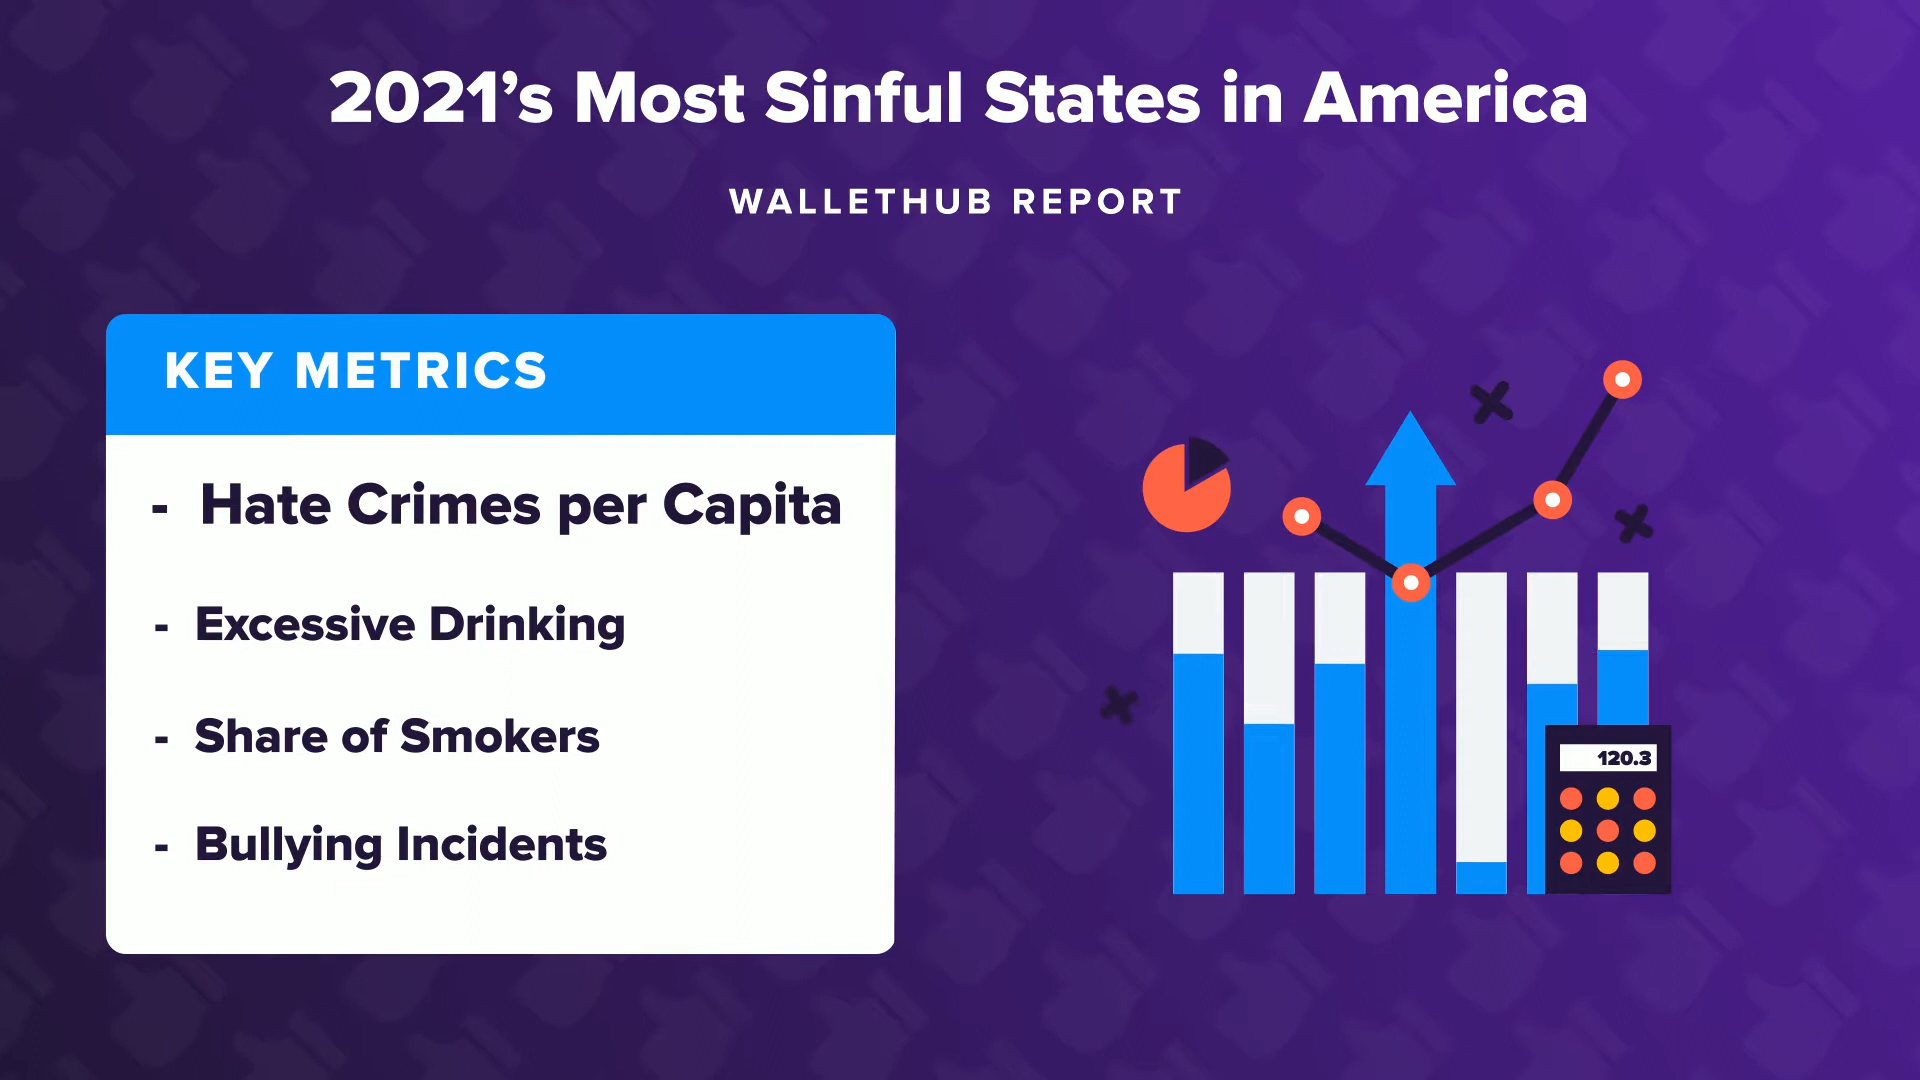 2021’s Most Sinful States in America
WALLETHUB REPORT
KEY METRICS
- Hate Crimes per Capita
- Excessive Drinking
- Share of Smokers
- Bullying Incidents
120.3